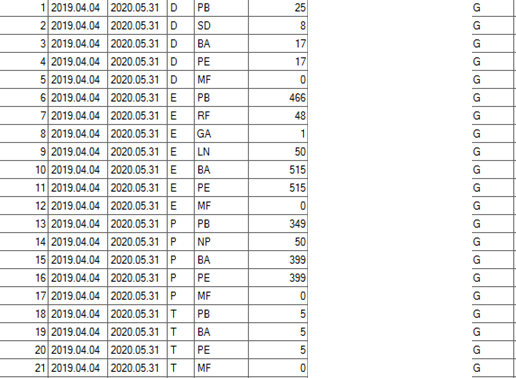 1 2019.04.04 2020.05.31 D PB 25 G
2 2019.04.04 2020.05.31 D SD 8 G
3 2019.04.04 2020.05.31 D BA 17 G
4 2019.04.04 2020.05.31 D PE 17 G
5 2019.04.04 2020.05.31 D MF 0 G
6 2019.04.04 2020.05.31 E PB 466 G
7 2019.04.04 2020.05.31 E RF 48 G
8 2019.04.04 2020.05.31 E GA 1 G
9 2019.04.04 2020.05.31 E LN 50 G
10 2019.04.04 2020.05.31 E BA 515 G
11 2019.04.04 2020.05.31 E PE 515 G
12 2019.04.04 2020.05.31 E MF 0 G
13 2019.04.04 2020.05.31 P PB 349 G
14 2019.04.04 2020.05.31 P NP 50 G
15 2019.04.04 2020.05.31 P BA 399 G
16 2019.04.04 2020.05.31 P PE 399 G
17 2019.04.04 2020.05.31 P MF 0 G
18 2019.04.04 2020.05.31 T PB 5 G
19 2019.04.04 2020.05.31 T BA 5 G
20 2019.04.04 2020.05.31 T PE 5 G
21 2019.04.04 2020.05.31 T MF 0 G